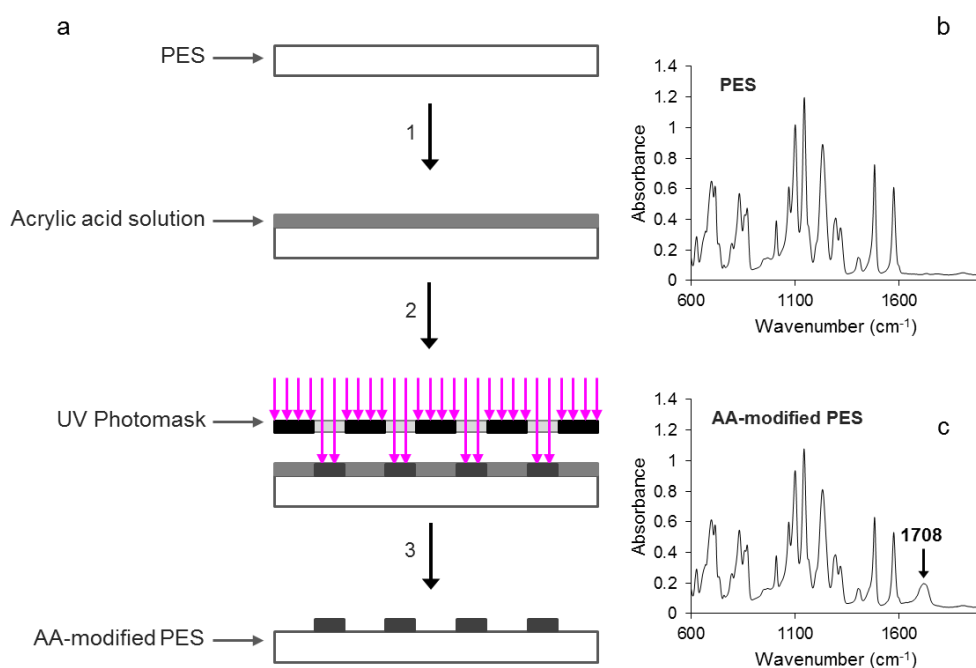 a
PES
1
Acrylic acid solution
2
UV Photomask
3
AA-modified PES
b
PES
Absorbance
1.4
1.2
1
0.8
0.6
0.4
0.2
0
600 1100 1600
Wavenumber (cm⁻¹)
c
AA-modified PES
Absorbance
1.4
1.2
1
0.8
0.6
0.4
0.2
0
1708
600 1100 1600
Wavenumber (cm⁻¹)